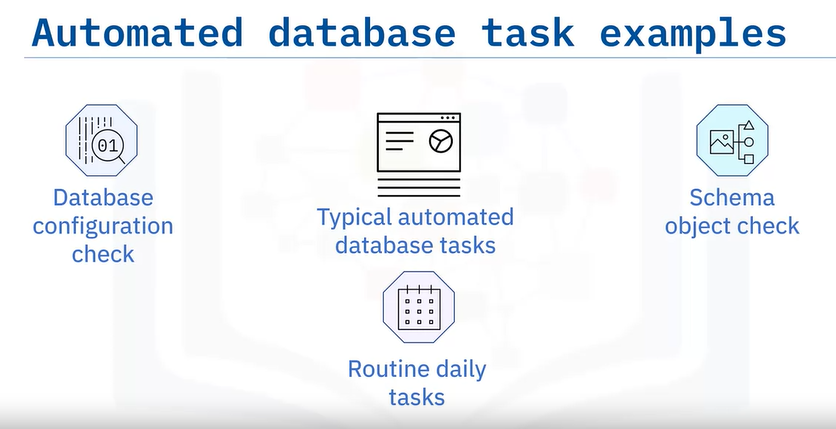 Automated database task examples
01
Database
configuration
check
Typical automated
database tasks
Schema
object check
Routine daily
tasks